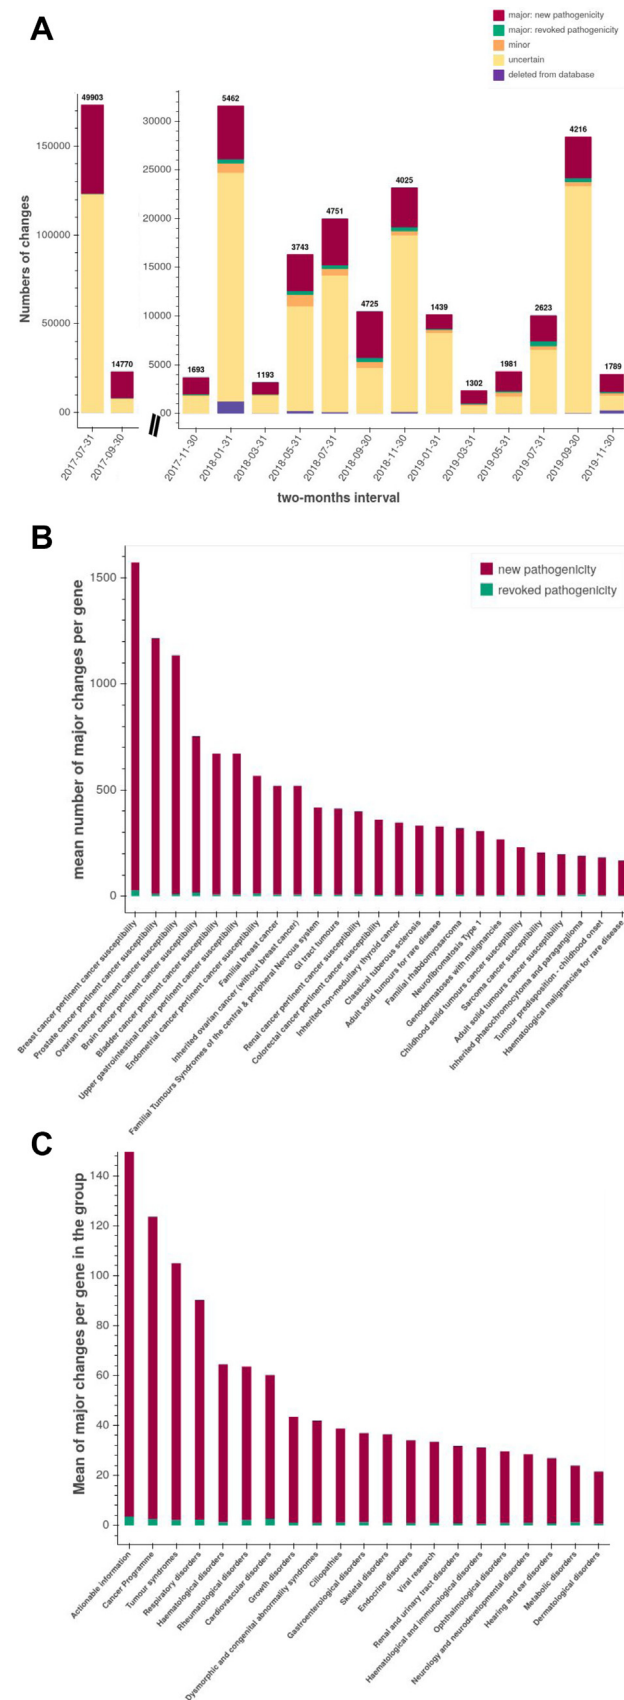 A
major: new pathogenicity
major: revoked pathogenicity
minor
uncertain
deleted from database
Numbers of changes
150000
100000
50000
00
49903
14770
2017-07-31
2017-09-30
30000
25000
20000
15000
10000
5000
00
1693
5462
1193
3743
4751
4725
4025
1439
1302
1981
2623
4216
1789
2017-11-30
2018-01-31
2018-03-31
2018-05-31
2018-07-31
2018-09-30
2018-11-30
2019-01-31
2019-03-31
2019-05-31
2019-07-31
2019-09-30
2019-11-30
two-months interval
B
new pathogenicity
revoked pathogenicity
mean number of major changes per gene
1500
1000
500
0
Breast cancer pertinent cancer susceptibility
Prostate cancer pertinent cancer susceptibility
Ovarian cancer pertinent cancer susceptibility
Brain cancer pertinent cancer susceptibility
Bladder cancer pertinent cancer susceptibility
Upper gastrointestinal cancer pertinent cancer susceptibility
Endometrial cancer pertinent cancer susceptibility
Familial breast cancer
Inherited ovarian cancer (without breast cancer)
Familial Tumours Syndromes of the central & peripheral Nervous system
GI tract tumours
Renal cancer pertinent cancer susceptibility
Colorectal cancer pertinent cancer susceptibility
Inherited non-medullary thyroid cancer
Classical tuberous sclerosis
Adult solid tumours for rare disease
Familial rhabdomyosarcoma
Neurofibromatosis Type 1
Genodermatoses with malignancies
Childhood solid tumours cancer susceptibility
Sarcoma cancer susceptibility
Adult solid tumours cancer susceptibility
Inherited phaeochromocytoma and paraganglioma
Tumour predisposition - childhood onset
Haematological malignancies for rare disease
C
Mean of major changes per gene in the group
140
120
100
80
60
40
20
0
Actionable information
Cancer Programme
Tumour syndromes
Respiratory disorders
Haematological disorders
Rheumatological disorders
Cardiovascular disorders
Growth disorders
Dysmorphic and congenital abnormality syndromes
Ciliopathies
Gastroenterological disorders
Skeletal disorders
Endocrine disorders
Viral research
Renal and urinary tract disorders
Haematological and immunological disorders
Ophthalmological disorders
Neurology and neurodevelopmental disorders
Hearing and ear disorders
Metabolic disorders
Dermatological disorders